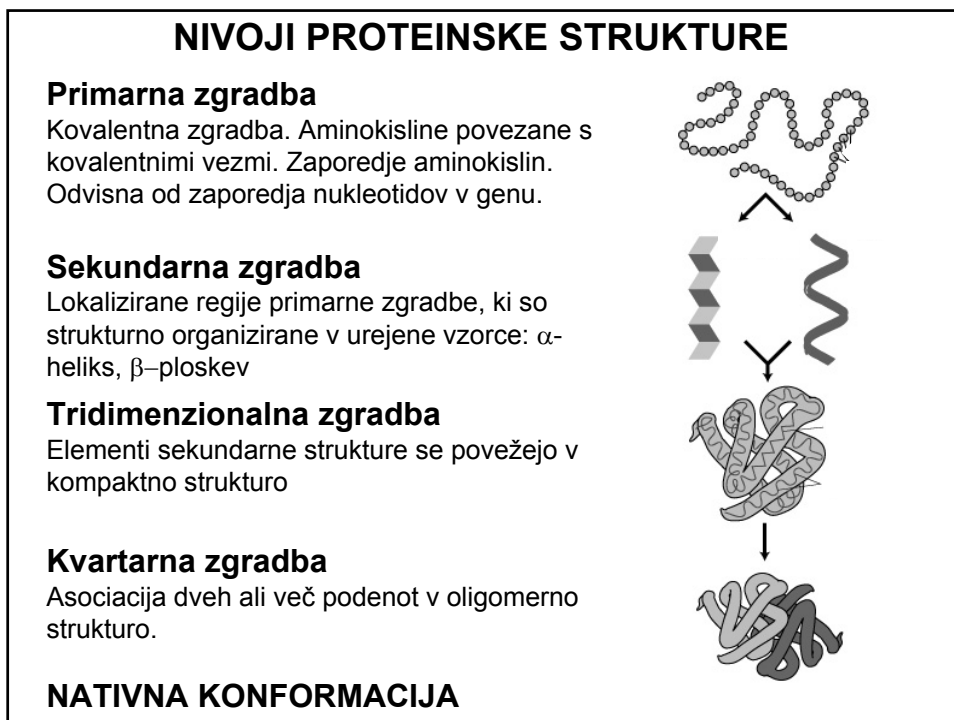 NIVOJI PROTEINSKE STRUKTURE
Primarna zgradba
Kovalentna zgradba. Aminokisline povezane s
kovalentnimi vezmi. Zaporedje aminokislin.
Odvisna od zaporedja nukleotidov v genu.
Sekundarna zgradba
Lokalizirane regije primarne zgradbe, ki so
strukturno organizirane v urejene vzorce: α-
heliks, β–ploskev
Tridimenzionalna zgradba
Elementi sekundarne strukture se povežejo v
kompaktno strukturo
Kvartarna zgradba
Asociacija dveh ali več podenot v oligomerno
strukturo.
NATIVNA KONFORMACIJA